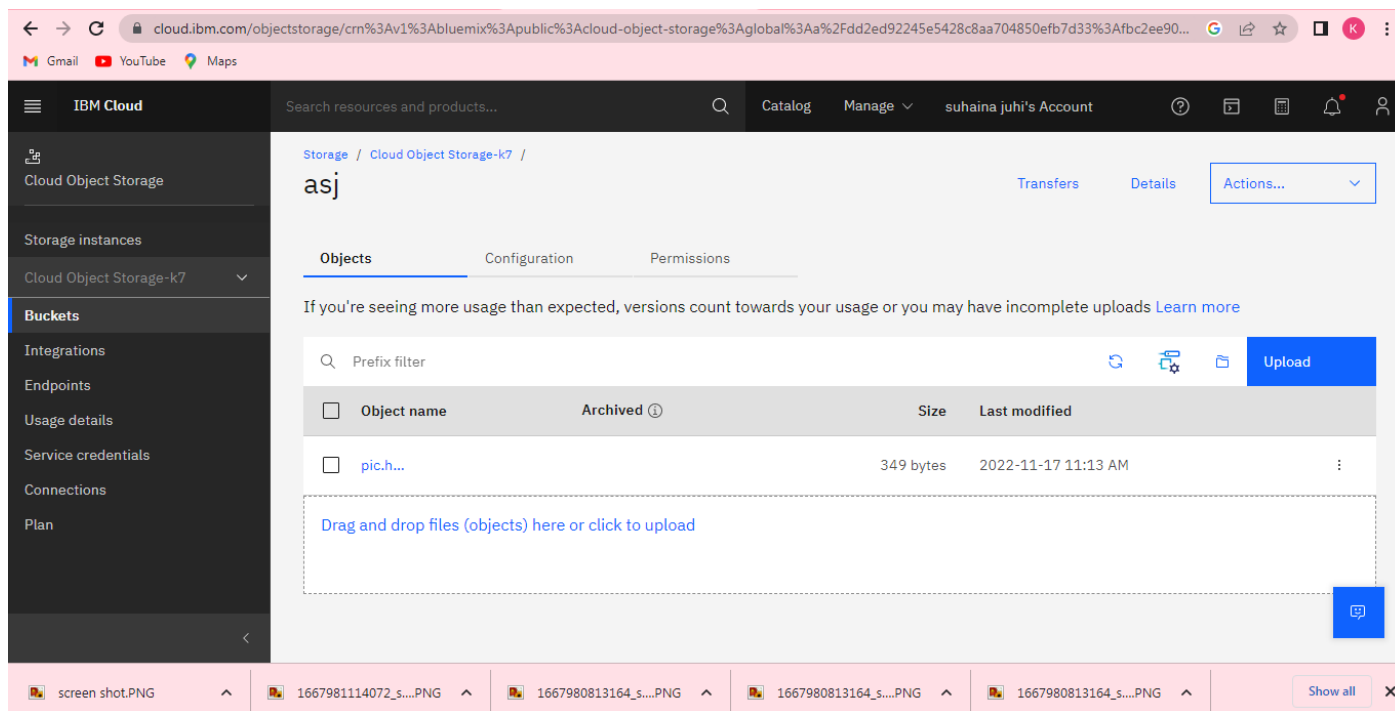 cloud.ibm.com/objectstorage/crn%3Av1%3Abluemix%3Apublic%3Acloud-object-storage%3Aglobal%3Aa%2Fdd2ed92245e5428c8aa704850efb7d33%3Afbc2ee90...
G
K
Gmail YouTube Maps
IBM Cloud
Search resources and products...
Catalog Manage suhaina juhi's Account
Cloud Object Storage
Storage instances
Cloud Object Storage-k7
Buckets
Integrations
Endpoints
Usage details
Service credentials
Connections
Plan
Storage / Cloud Object Storage-k7 /
asj
Transfers Details Actions...
Objects Configuration Permissions
If you're seeing more usage than expected, versions count towards your usage or you may have incomplete uploads Learn more
Prefix filter
Upload
Object name Archived Size Last modified
pic.h... 349 bytes 2022-11-17 11:13 AM
Drag and drop files (objects) here or click to upload
screen shot.PNG 1667981114072_s....PNG 1667980813164_s....PNG 1667980813164_s....PNG 1667980813164_s....PNG Show all